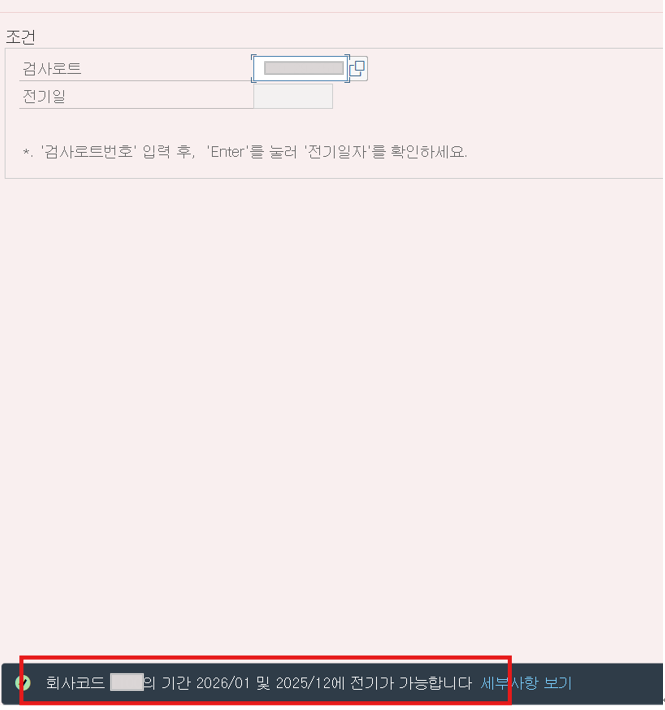 조건
검사로트
전기일
*. '검사로트번호' 입력 후, 'Enter'를 눌러 '전기일자'를 확인하세요.
회사코드 의 기간 2026/01 및 2025/12에 전기가 가능합니다 세부사항 보기